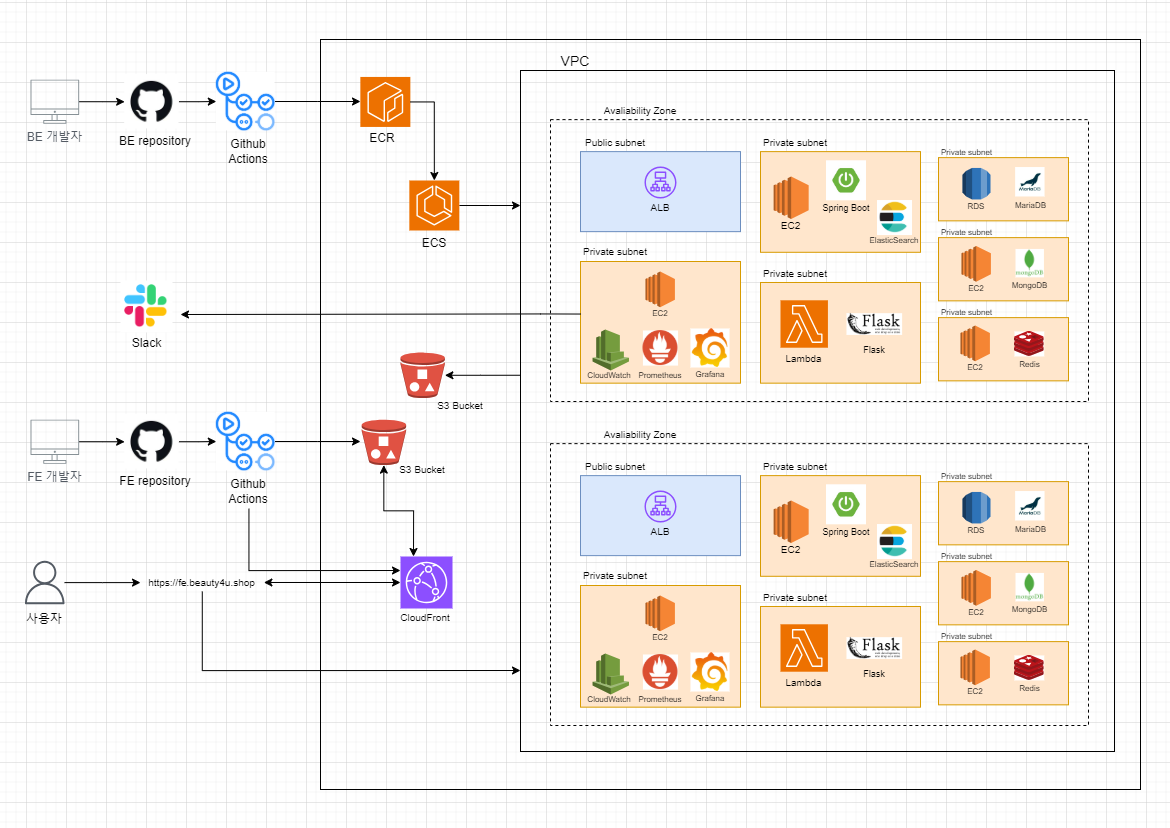 VPC
BE 개발자
BE repository
Github
Actions
ECR
ECS
Slack
S3 Bucket
FE 개발자
FE repository
Github
Actions
S3 Bucket
사용자
https://fe.beauty4u.shop
CloudFront
Avaliability Zone
Public subnet
ALB
Private subnet
EC2
Spring Boot
ElasticSearch
Private subnet
RDS
MariaDB
MariaDB
Private subnet
EC2
mongoDB
MongoDB
Private subnet
EC2
Redis
Private subnet
EC2
CloudWatch
Prometheus
Grafana
Private subnet
Lambda
Flask
Flask
Avaliability Zone
Public subnet
ALB
Private subnet
EC2
Spring Boot
ElasticSearch
Private subnet
RDS
MariaDB
MariaDB
Private subnet
EC2
mongoDB
MongoDB
Private subnet
EC2
Redis
Private subnet
EC2
CloudWatch
Prometheus
Grafana
Private subnet
Lambda
Flask
Flask